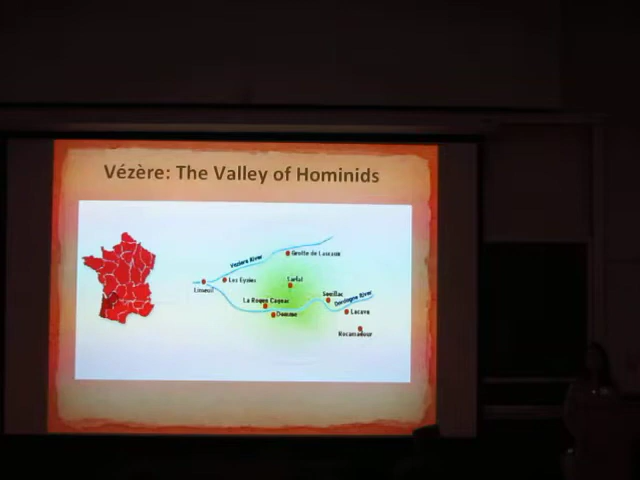 Vézère: The Valley of Hominids
Vezere River
Grotte de Lascaux
Les Eyzies
Limeuil
Sarlat
La Roque Gageac
Souillac
Dordogne River
Domme
Lacave
Rocamadour